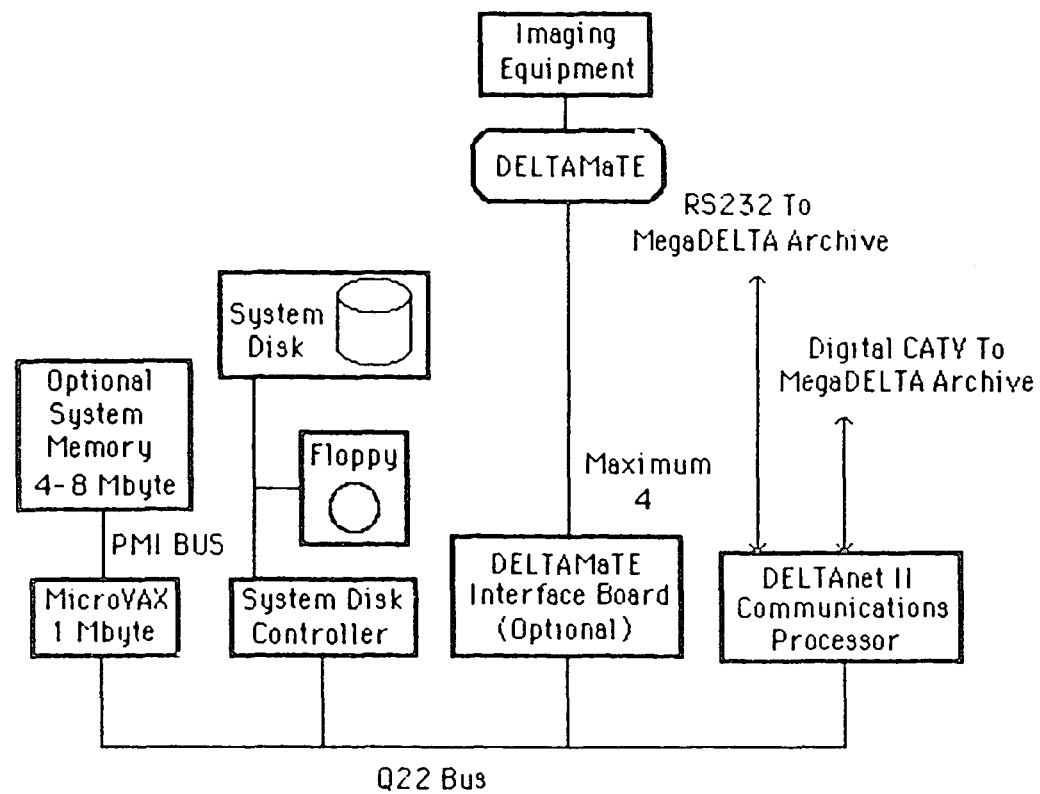 Imaging
Equipment
DELTAMaTE
RS232 To
MegaDELTA Archive
System
Disk
Digital CATV To
MegaDELTA Archive
Optional
System
Memory
4-8 Mbyte
Floppy
Maximum
4
PMI BUS
MicroVAX
1 Mbyte
System Disk
Controller
DELTAMaTE
Interface Board
(Optional)
DELTAnet II
Communications
Processor
Q22 Bus